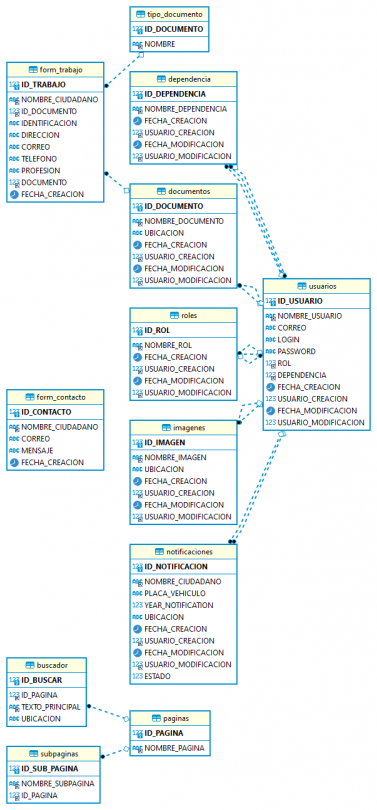 tipo_documento
123 ID_DOCUMENTO
ABC NOMBRE
form_trabajo
123 ID_TRABAJO
ABC NOMBRE_CIUDADANO
123 ID_DOCUMENTO
ABC IDENTIFICACION
ABC DIRECCION
ABC CORREO
ABC TELEFONO
ABC PROFESION
123 DOCUMENTO
FECHA_CREACION
dependencia
123 ID_DEPENDENCIA
ABC NOMBRE_DEPENDENCIA
FECHA_CREACION
123 USUARIO_CREACION
FECHA_MODIFICACION
123 USUARIO_MODIFICACION
documentos
123 ID_DOCUMENTO
ABC NOMBRE_DOCUMENTO
ABC UBICACION
FECHA_CREACION
123 USUARIO_CREACION
FECHA_MODIFICACION
123 USUARIO_MODIFICACION
usuarios
123 ID_USUARIO
ABC NOMBRE_USUARIO
ABC CORREO
ABC LOGIN
ABC PASSWORD
123 ROL
123 DEPENDENCIA
FECHA_CREACION
123 USUARIO_CREACION
FECHA_MODIFICACION
123 USUARIO_MODIFICACION
roles
123 ID_ROL
ABC NOMBRE_ROL
FECHA_CREACION
123 USUARIO_CREACION
FECHA_MODIFICACION
123 USUARIO_MODIFICACION
form_contacto
123 ID_CONTACTO
ABC NOMBRE_CIUDADANO
ABC CORREO
ABC MENSAJE
FECHA_CREACION
imagenes
123 ID_IMAGEN
ABC NOMBRE_IMAGEN
ABC UBICACION
FECHA_CREACION
123 USUARIO_CREACION
FECHA_MODIFICACION
123 USUARIO_MODIFICACION
notificaciones
123 ID_NOTIFICACION
ABC NOMBRE_CIUDADANO
ABC PLACA_VEHICULO
123 YEAR_NOTIFICATION
ABC UBICACION
FECHA_CREACION
123 USUARIO_CREACION
FECHA_MODIFICACION
123 USUARIO_MODIFICACION
123 ESTADO
buscador
123 ID_BUSCAR
123 ID_PAGINA
ABC TEXTO_PRINCIPAL
ABC UBICACION
paginas
123 ID_PAGINA
ABC NOMBRE_PAGINA
subpaginas
123 ID_SUB_PAGINA
ABC NOMBRE_SUBPAGINA
123 ID_PAGINA